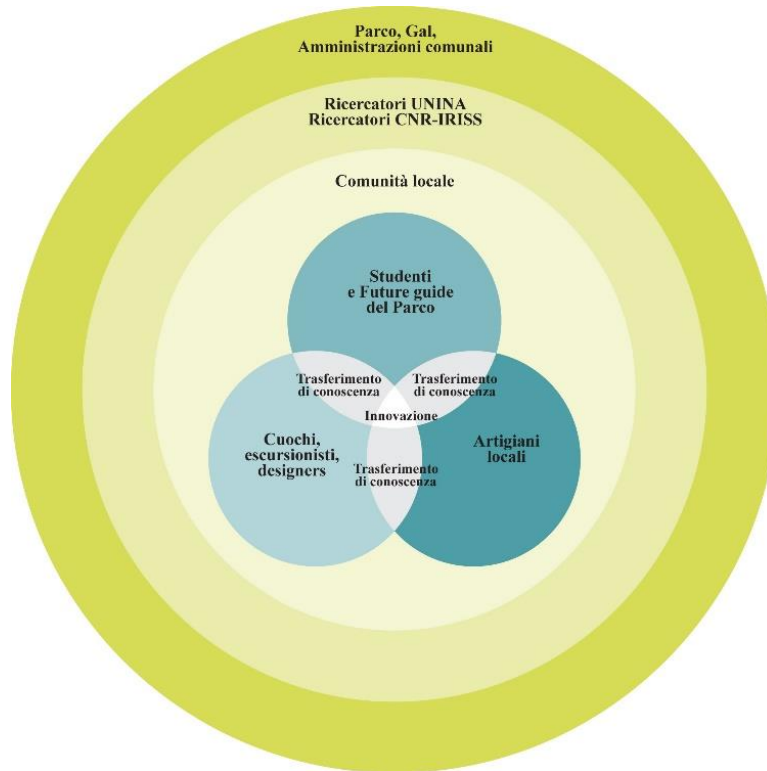 Parco, Gal,
Amministrazioni comunali
Ricercatori UNINA
Ricercatori CNR-IRISS
Comunità locale
Studenti
e Future guide
del Parco
Trasferimento
di conoscenza
Trasferimento
di conoscenza
Innovazione
Cuochi,
escursionisti,
designers
Artigiani
locali
Trasferimento
di conoscenza